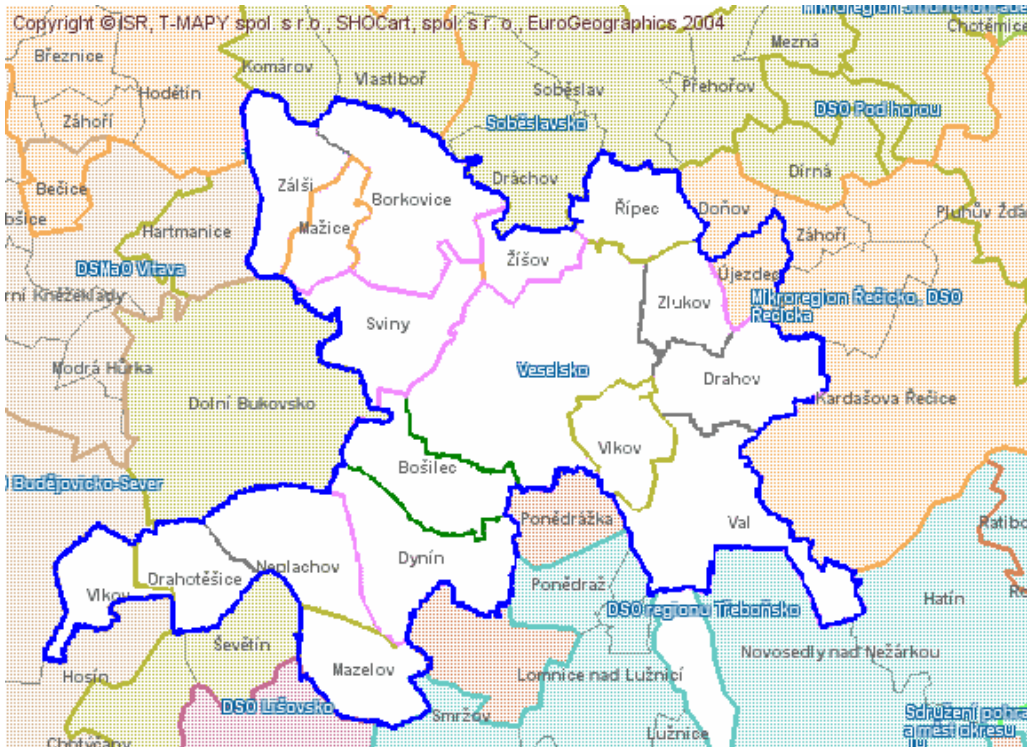 Copyright © ISR, T-MAPY spol. s r.o., SHOCart, spol. s r. o., EuroGeographics 2004
Chotěmice
Březnice
Komárov
Vlastiboř
Mezná
Hodětín
Soběslav
Přehořov
Záhoří
Soběslavsko
DSO Pod horou
Bečice
Zálší
Dráchov
Dírná
Borkovice
Řípec
Doňov
Hartmanice
Mažice
Záhoří
Žíšov
DSMaO Vltava
Újezdec
Zlukov
Mikroregion Řečicko, DSO
Řečicka
Sviny
Modrá Hůrka
Veselsko
Drahov
Dolní Bukovsko
Kardašova Řečice
Vlkov
Bošilec
Budějovicko-Sever
Ponědrážka
Val
Dynín
Neplachov
Drahotěšice
Ponědraž
Vlkov
Hatín
DSO regionu Třeboňsko
Ševětín
Novosedly nad Nežárkou
Mazelov
Hosín
Lomnice nad Lužnicí
DSO Lišovsko
Smržov
Lužnice
Chotýčany